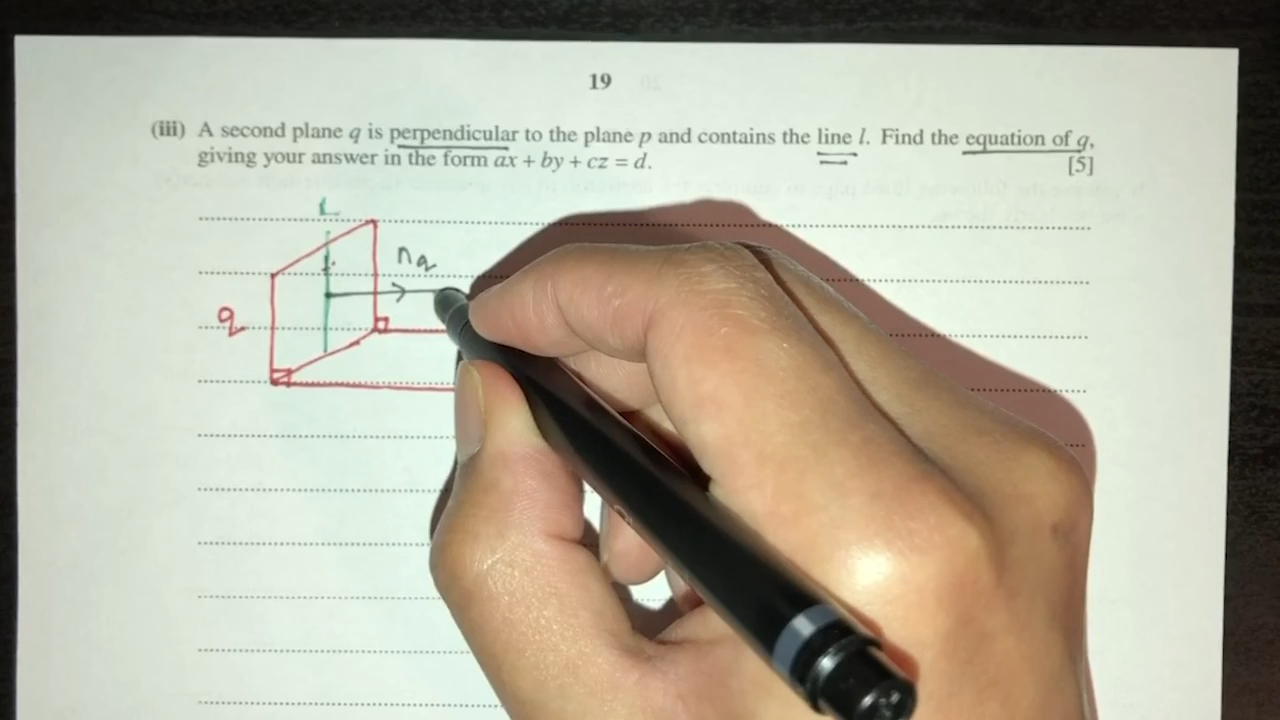 19
(iii) A second plane q is perpendicular to the plane p and contains the line l. Find the equation of q,
giving your answer in the form ax + by + cz = d. [5]
L
nq
q